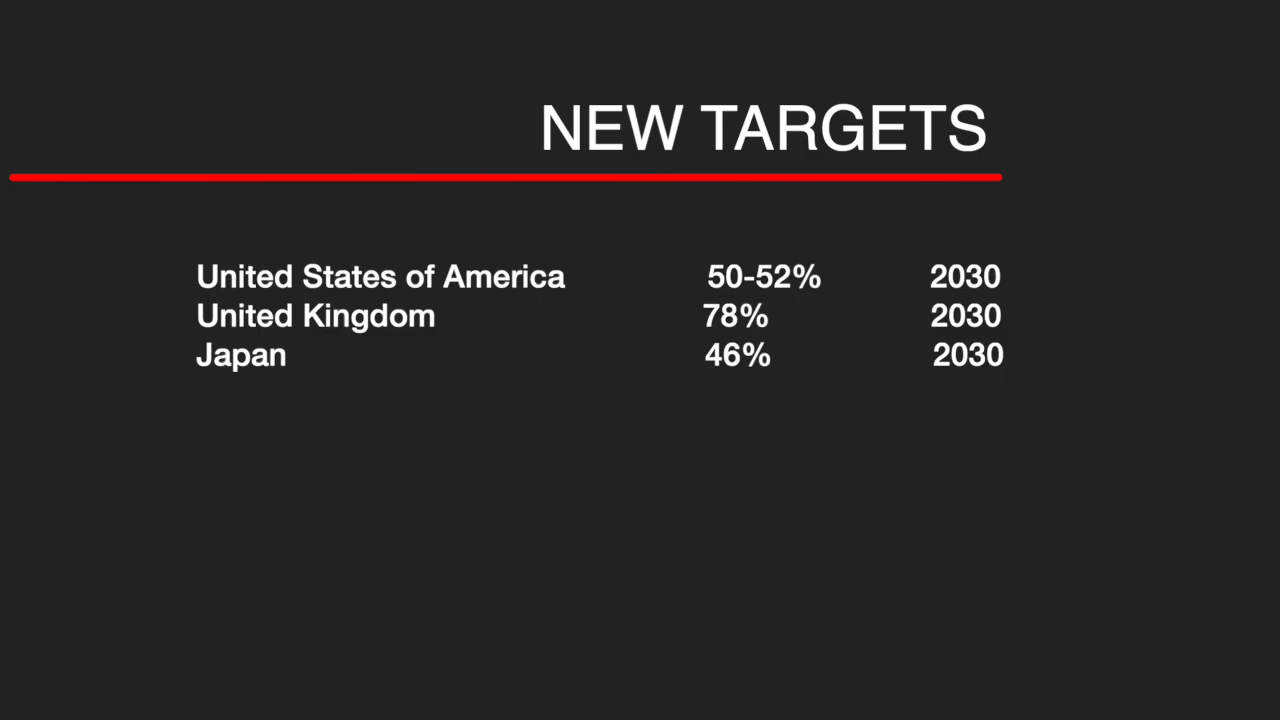 NEW TARGETS
United States of America 50-52% 2030
United Kingdom 78% 2030
Japan 46% 2030